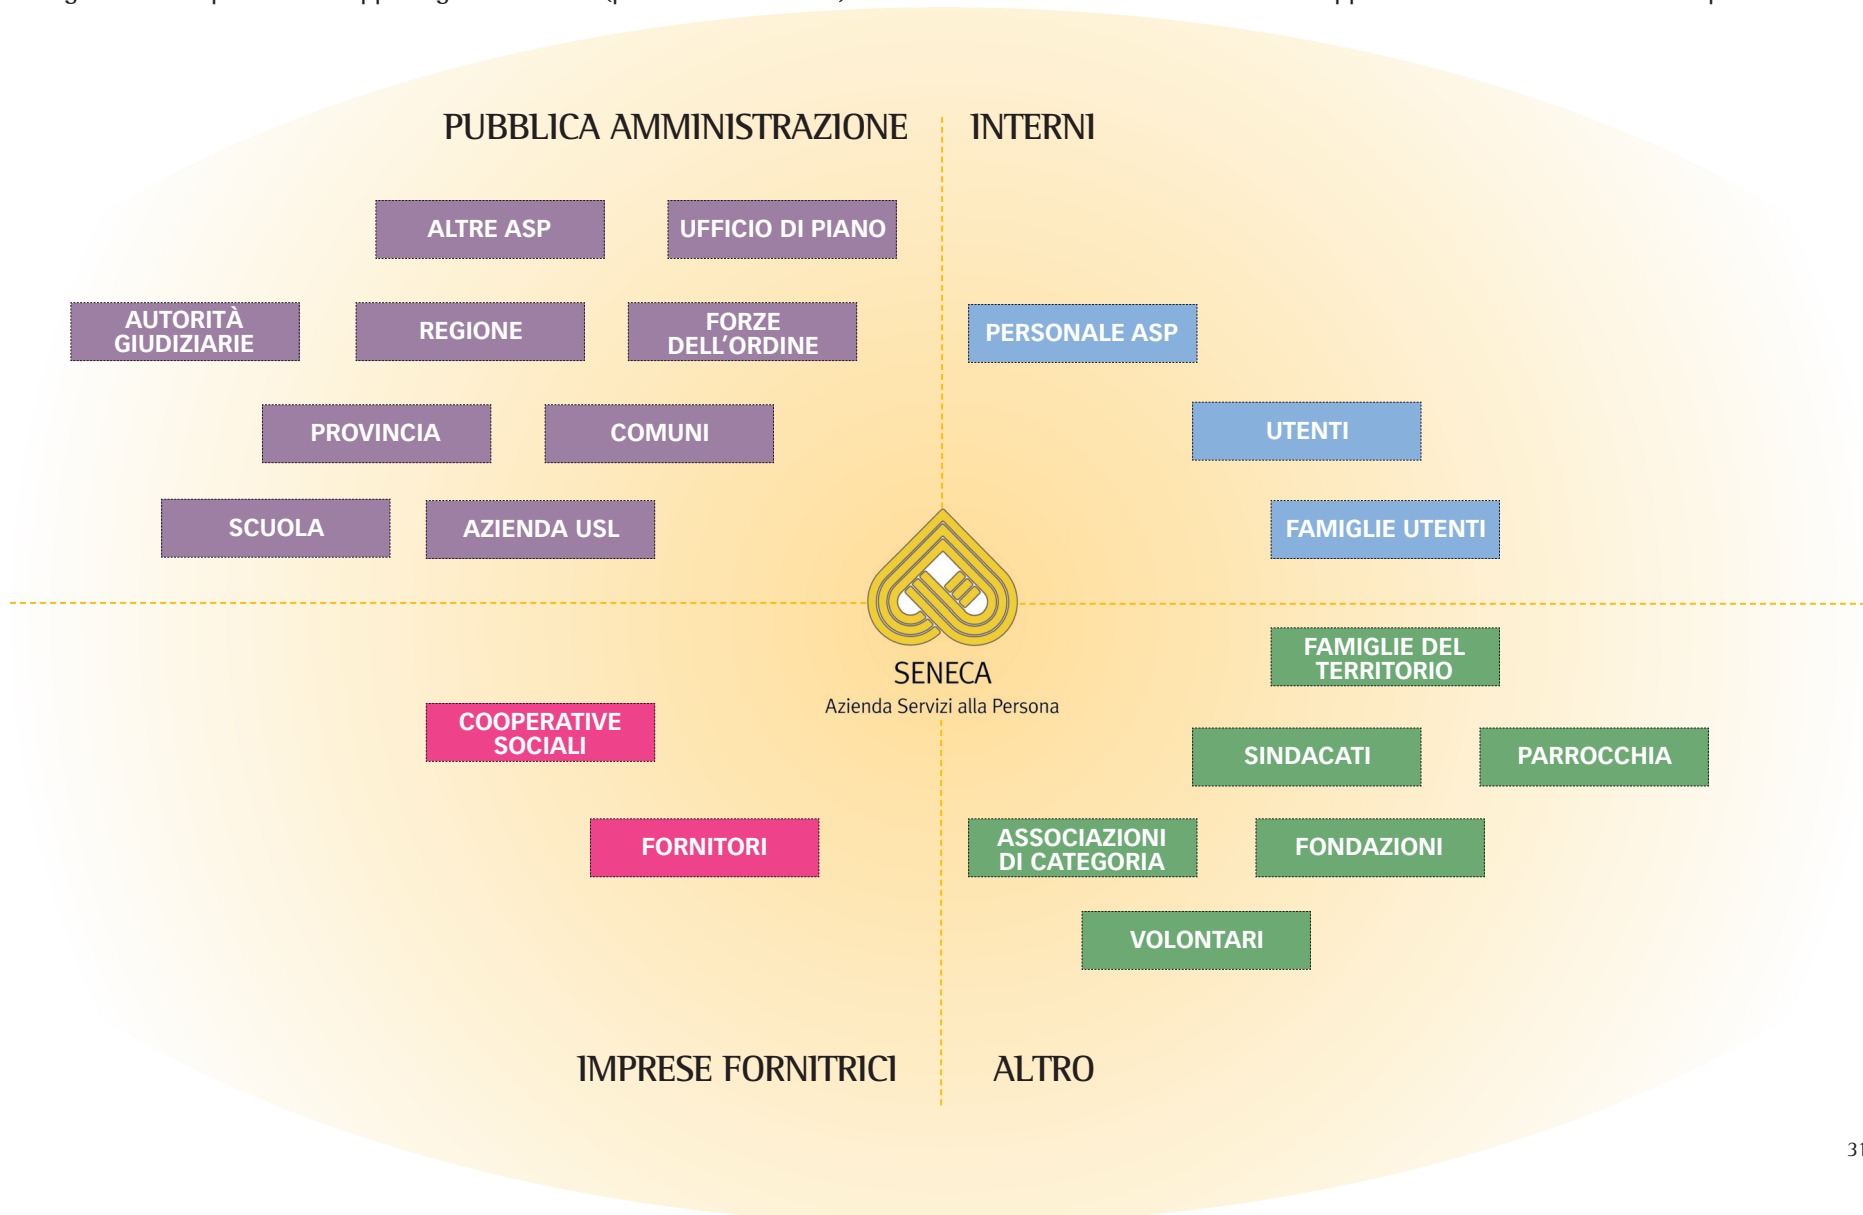 PUBBLICA AMMINISTRAZIONE
INTERNI
ALTRE ASP
UFFICIO DI PIANO
AUTORITÀ
GIUDIZIARIE
REGIONE
FORZE
DELL'ORDINE
PERSONALE ASP
PROVINCIA
COMUNI
UTENTI
SCUOLA
AZIENDA USL
FAMIGLIE UTENTI
SENECA
Azienda Servizi alla Persona
FAMIGLIE DEL
TERRITORIO
COOPERATIVE
SOCIALI
SINDACATI
PARROCCHIA
FORNITORI
ASSOCIAZIONI
DI CATEGORIA
FONDAZIONI
VOLONTARI
IMPRESE FORNITRICI
ALTRO
31